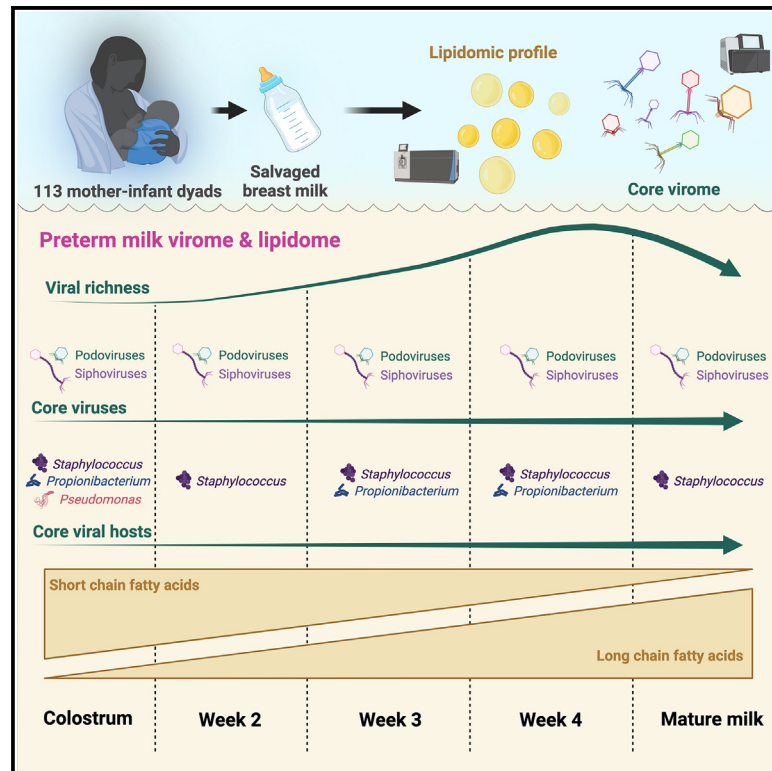 Lipidomic profile
113 mother-infant dyads
Salvaged
breast milk
Core virome
Preterm milk virome & lipidome
Viral richness
Podoviruses
Siphoviruses
Podoviruses
Siphoviruses
Podoviruses
Siphoviruses
Podoviruses
Siphoviruses
Podoviruses
Siphoviruses
Core viruses
Staphylococcus
Propionibacterium
Pseudomonas
Staphylococcus
Staphylococcus
Propionibacterium
Staphylococcus
Propionibacterium
Staphylococcus
Core viral hosts
Short chain fatty acids
Long chain fatty acids
Colostrum
Week 2
Week 3
Week 4
Mature milk